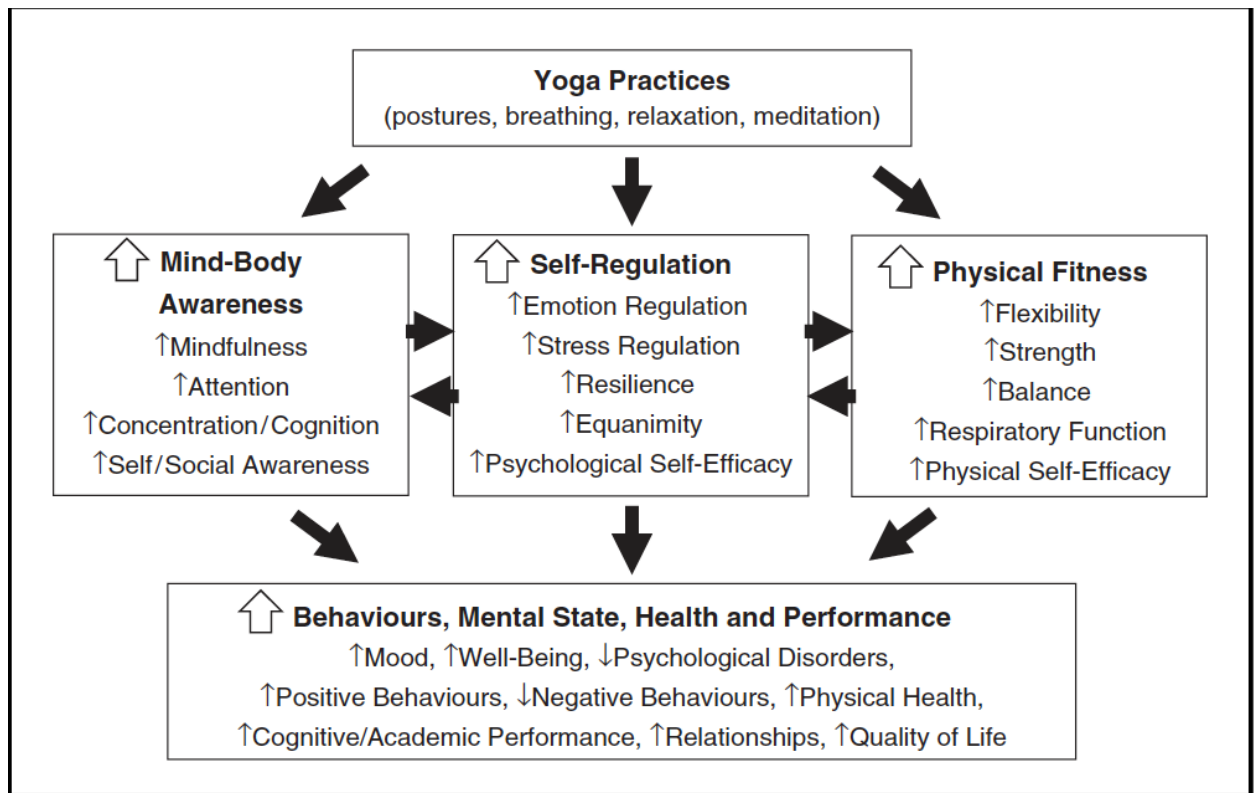 Yoga Practices
(postures, breathing, relaxation, meditation)
Mind-Body
Awareness
↑Mindfulness
↑Attention
↑Concentration/Cognition
↑Self/Social Awareness
Self-Regulation
↑Emotion Regulation
↑Stress Regulation
↑Resilience
↑Equanimity
↑Psychological Self-Efficacy
Physical Fitness
↑Flexibility
↑Strength
↑Balance
↑Respiratory Function
↑Physical Self-Efficacy
Behaviours, Mental State, Health and Performance
↑Mood, ↑Well-Being, ↓Psychological Disorders,
↑Positive Behaviours, ↓Negative Behaviours, ↑Physical Health,
↑Cognitive/Academic Performance, ↑Relationships, ↑Quality of Life